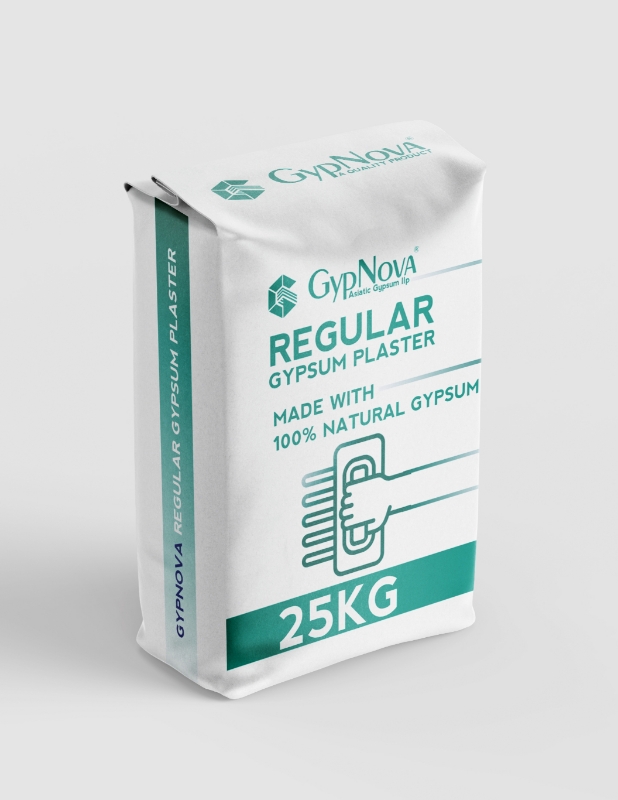 GypNova®
A QUALITY PRODUCT
GypNova®
Asiatic Gypsum llp
REGULAR
GYPSUM PLASTER
MADE WITH
100% NATURAL GYPSUM
25KG
GYPNOVA REGULAR GYPSUM PLASTER